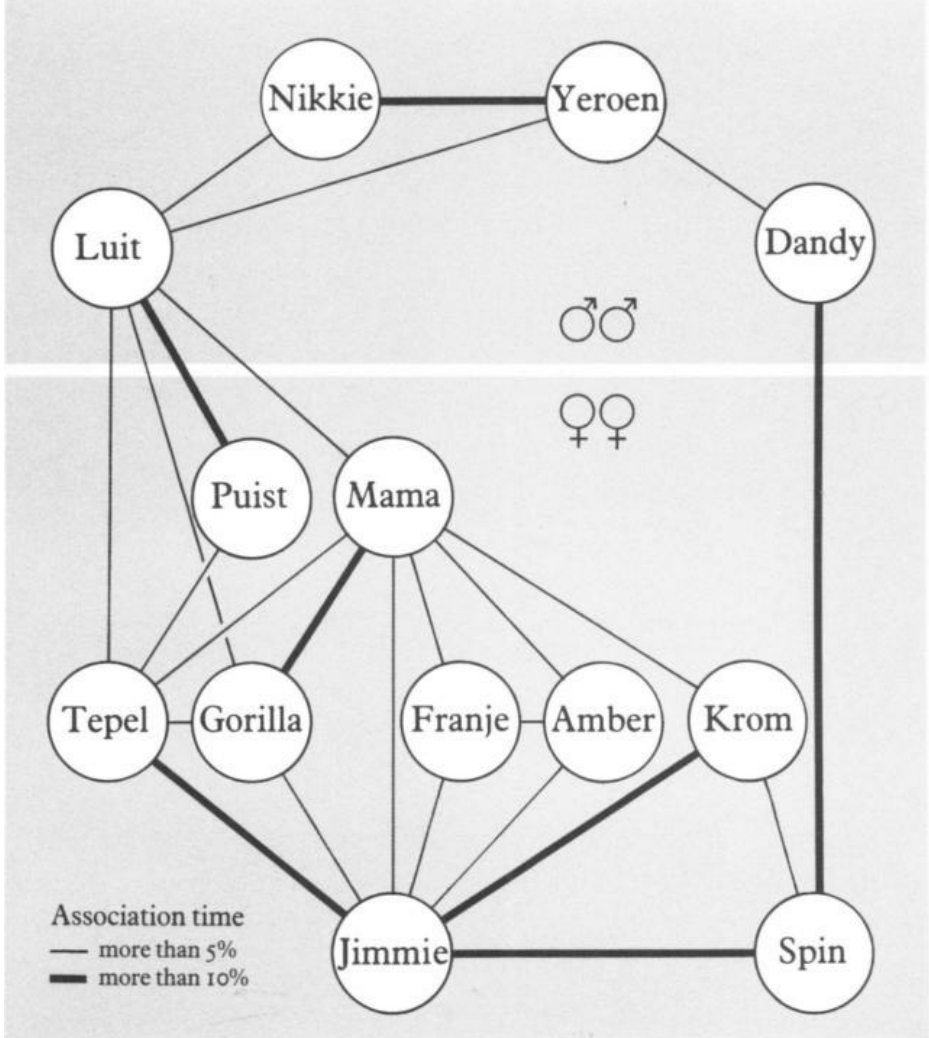 Nikkie
Yeroen
Luit
Dandy
♂♂
♀♀
Puist
Mama
Tepel
Gorilla
Franje
Amber
Krom
Association time
more than 5%
more than 10%
Jimmie
Spin